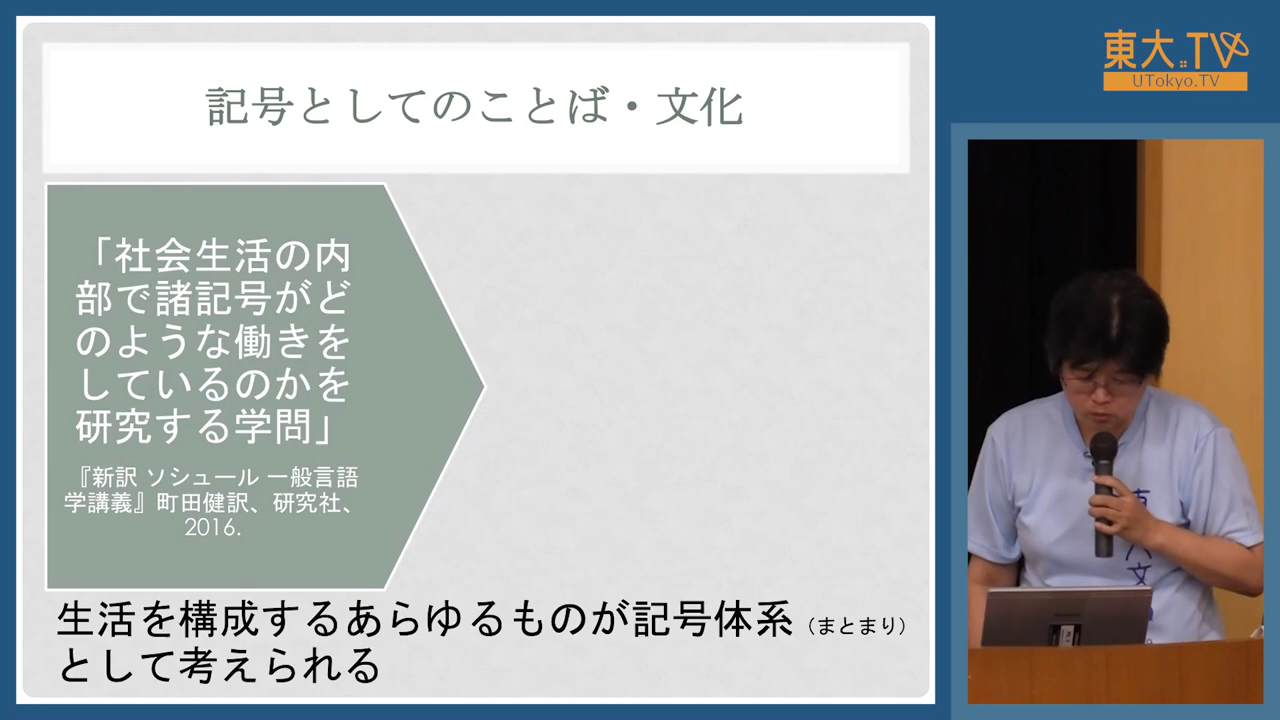 記号としてのことば・文化
「社会生活の内
部で諸記号がど
のような働きを
しているのかを
研究する学問」
『新訳 ソシュール 一般言語
学講義』町田健訳、研究社、
2016.
生活を構成するあらゆるものが記号体系（まとまり）
として考えられる
東大TV
UTokyo.TV